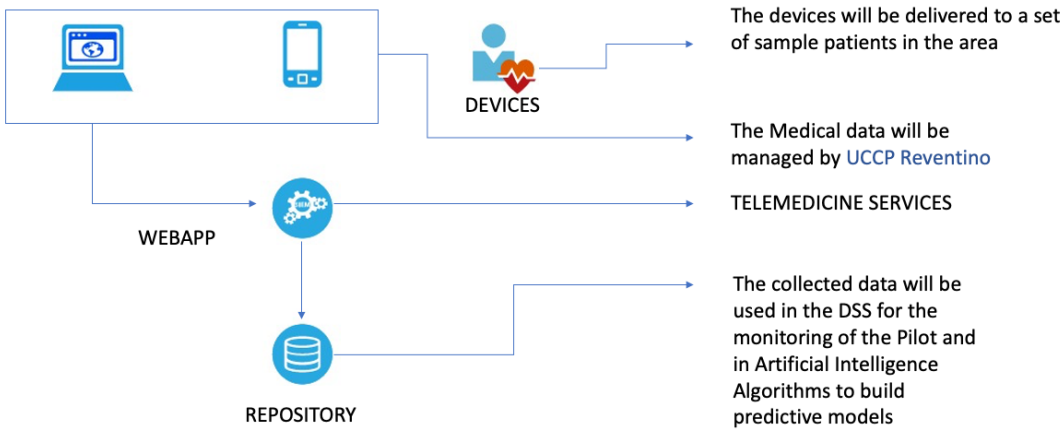 The devices will be delivered to a set
of sample patients in the area
DEVICES
The Medical data will be
managed by UCCP Reventino
TELEMEDICINE SERVICES
WEBAPP
The collected data will be
used in the DSS for the
monitoring of the Pilot and
in Artificial Intelligence
Algorithms to build
predictive models
REPOSITORY